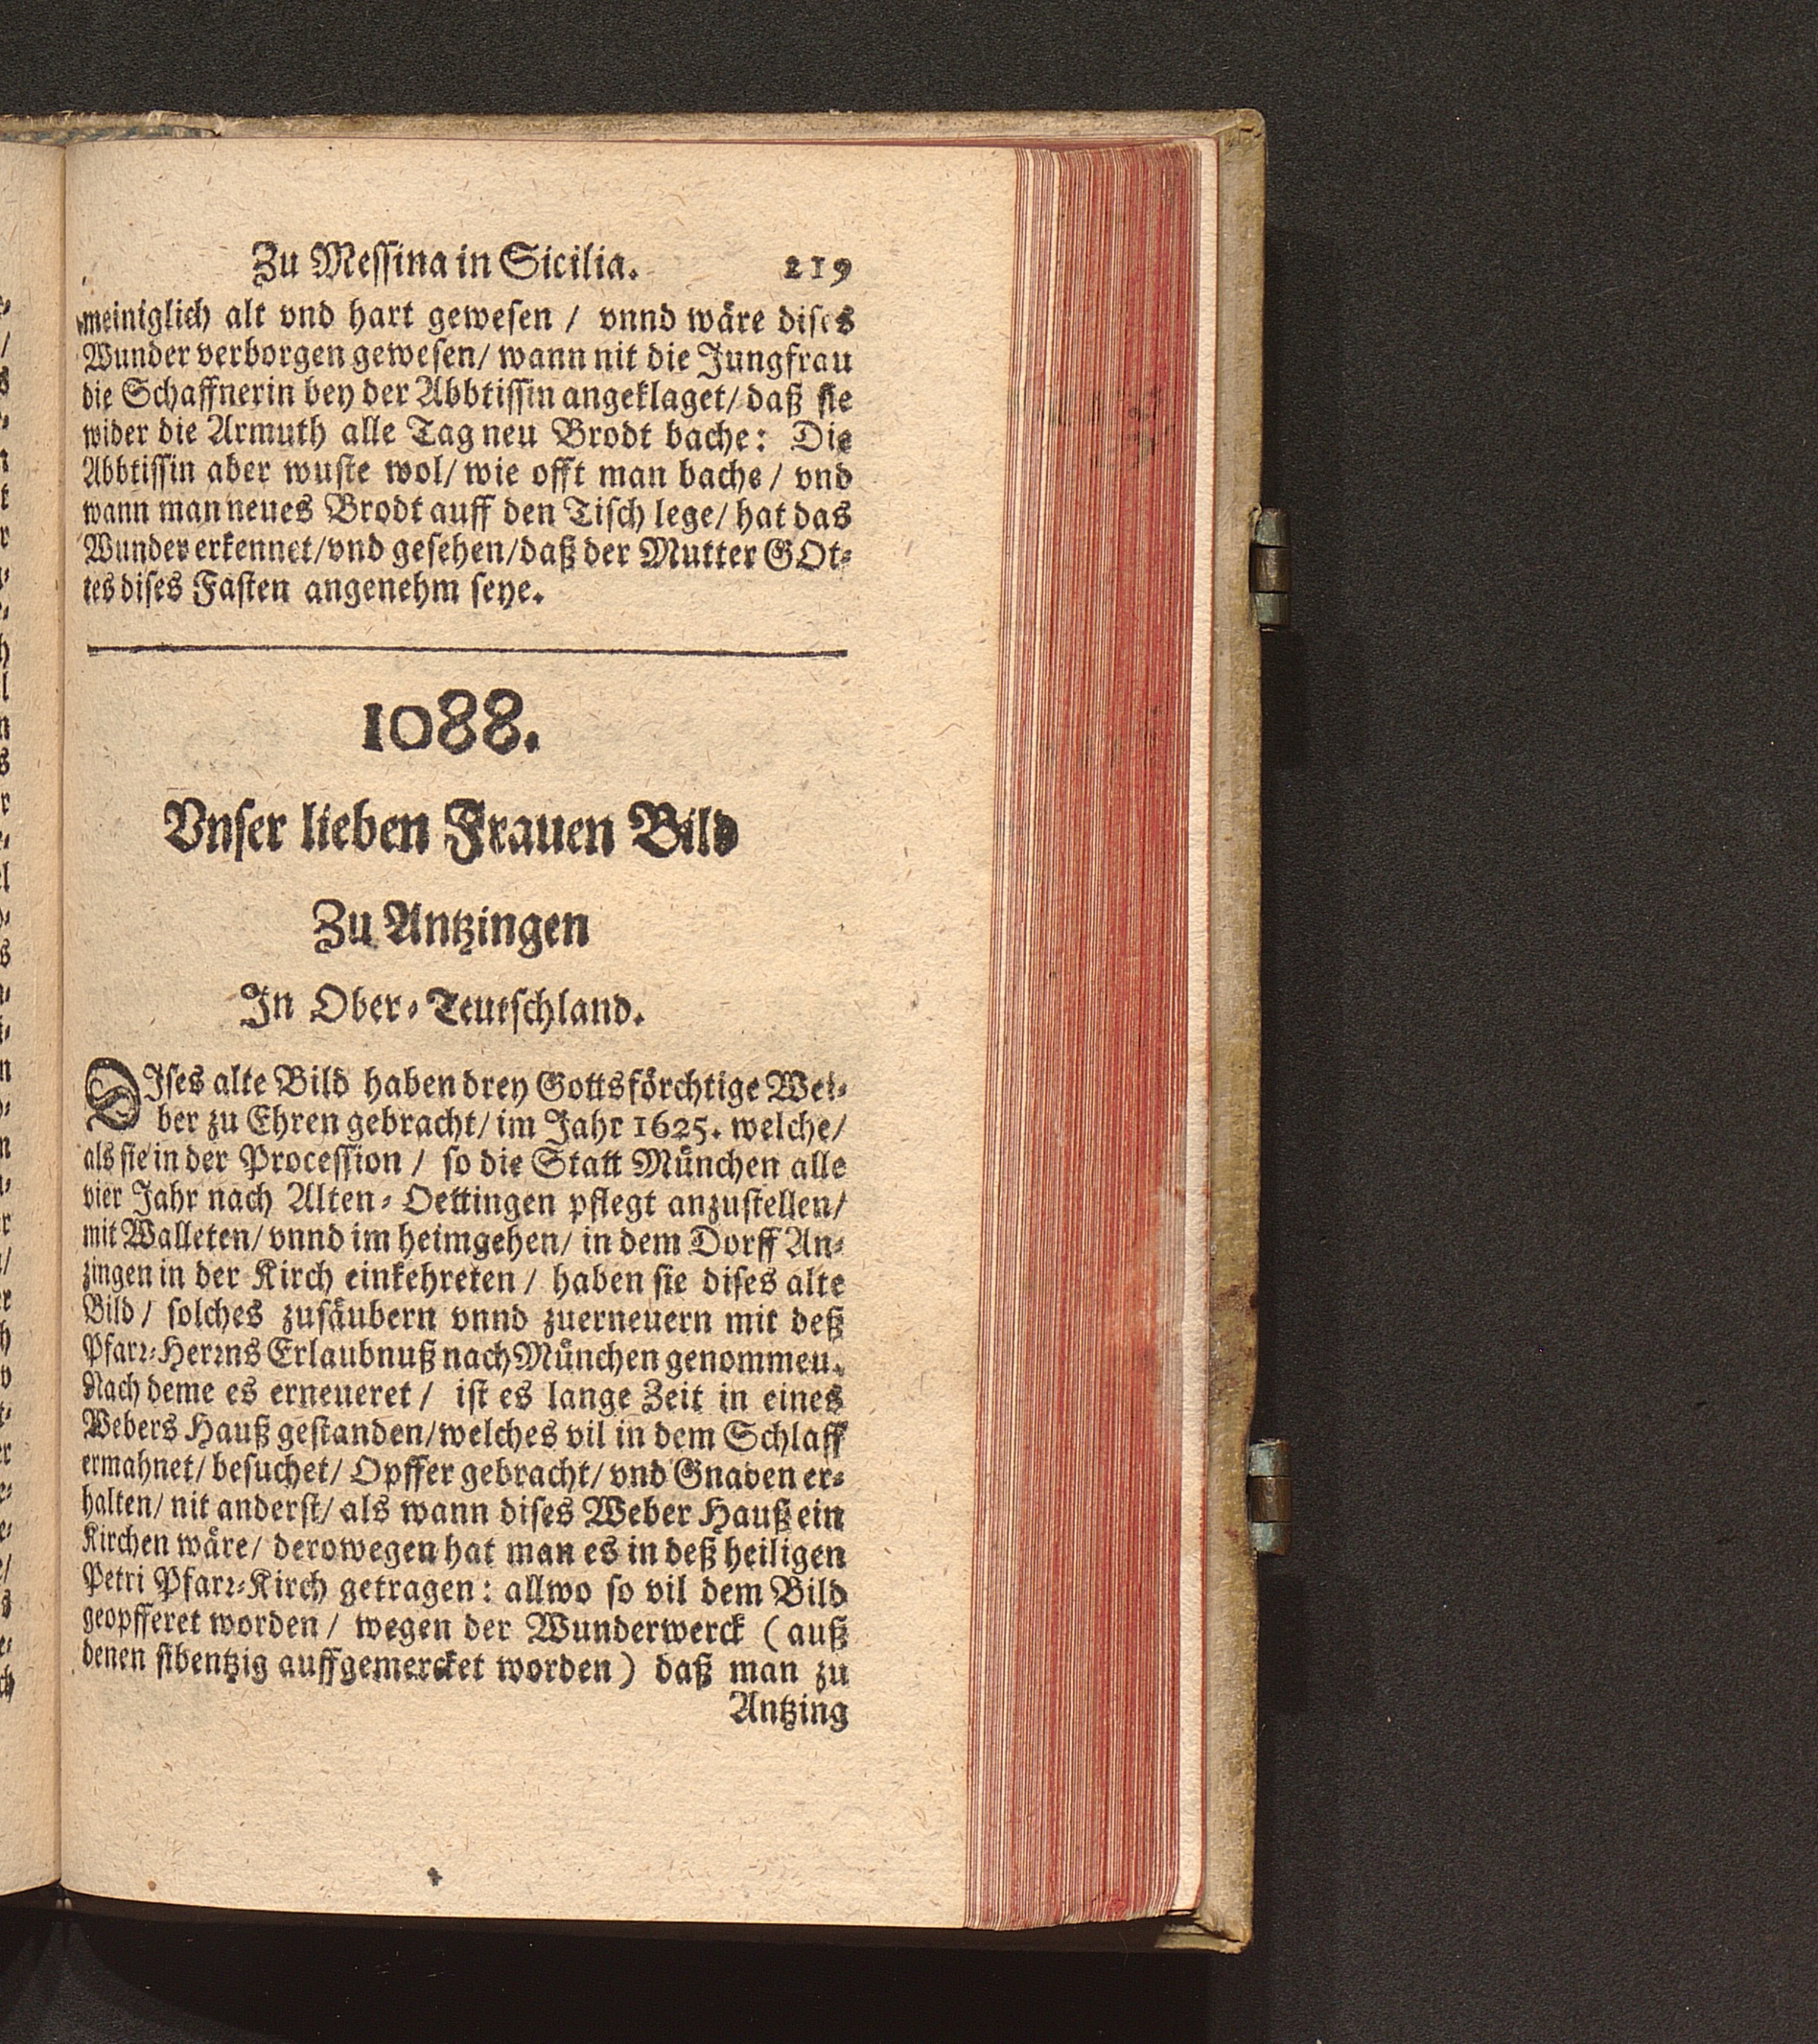 Zu Messina in Sicilia. 219
meiniglich alt vnd hart gewesen / vnnd wäre dises
Wunder verborgen gewesen/ wann nit die Jungfrau
die Schaffnerin bey der Abbtissin angeklaget/ daß sie
wider die Armuth alle Tag neu Brodt bache: Die
Abbtissin aber wuste wol/ wie offt man bache / vnd
wann man neues Brodt auff den Tisch lege/ hat das
Wunder erkennet/vnd gesehen/daß der Mutter GOt-
tes dises Fasten angenehm seye.
1088.
Vnser lieben Frauen Bild
Zu Antzingen
In Ober-Teutschland.
DIses alte Bild haben drey Gottsförchtige Wei-
ber zu Ehren gebracht/ im Jahr 1625. welche/
als sie in der Procession / so die Statt München alle
vier Jahr nach Alten-Oettingen pflegt anzustellen/
mit Walleten/ vnnd im heimgehen/ in dem Dorff An-
zingen in der Kirch einkehreten / haben sie dises alte
Bild / solches zusäubern vnnd zuerneuern mit deß
Pfarr-Herrns Erlaubnuß nach München genommen.
Nach deme es erneueret / ist es lange Zeit in eines
Webers Hauß gestanden/welches vil in dem Schlaff
ermahnet/ besuchet/ Opffer gebracht/ vnd Gnaden er-
halten/ nit anderst/ als wann dises Weber Hauß ein
Kirchen wäre/ derowegen hat man es in deß heiligen
Petri Pfarr-Kirch getragen: allwo so vil dem Bild
geopfferet worden / wegen der Wunderwerck (auß
denen sibentzig auffgemercket worden) daß man zu
Antzing